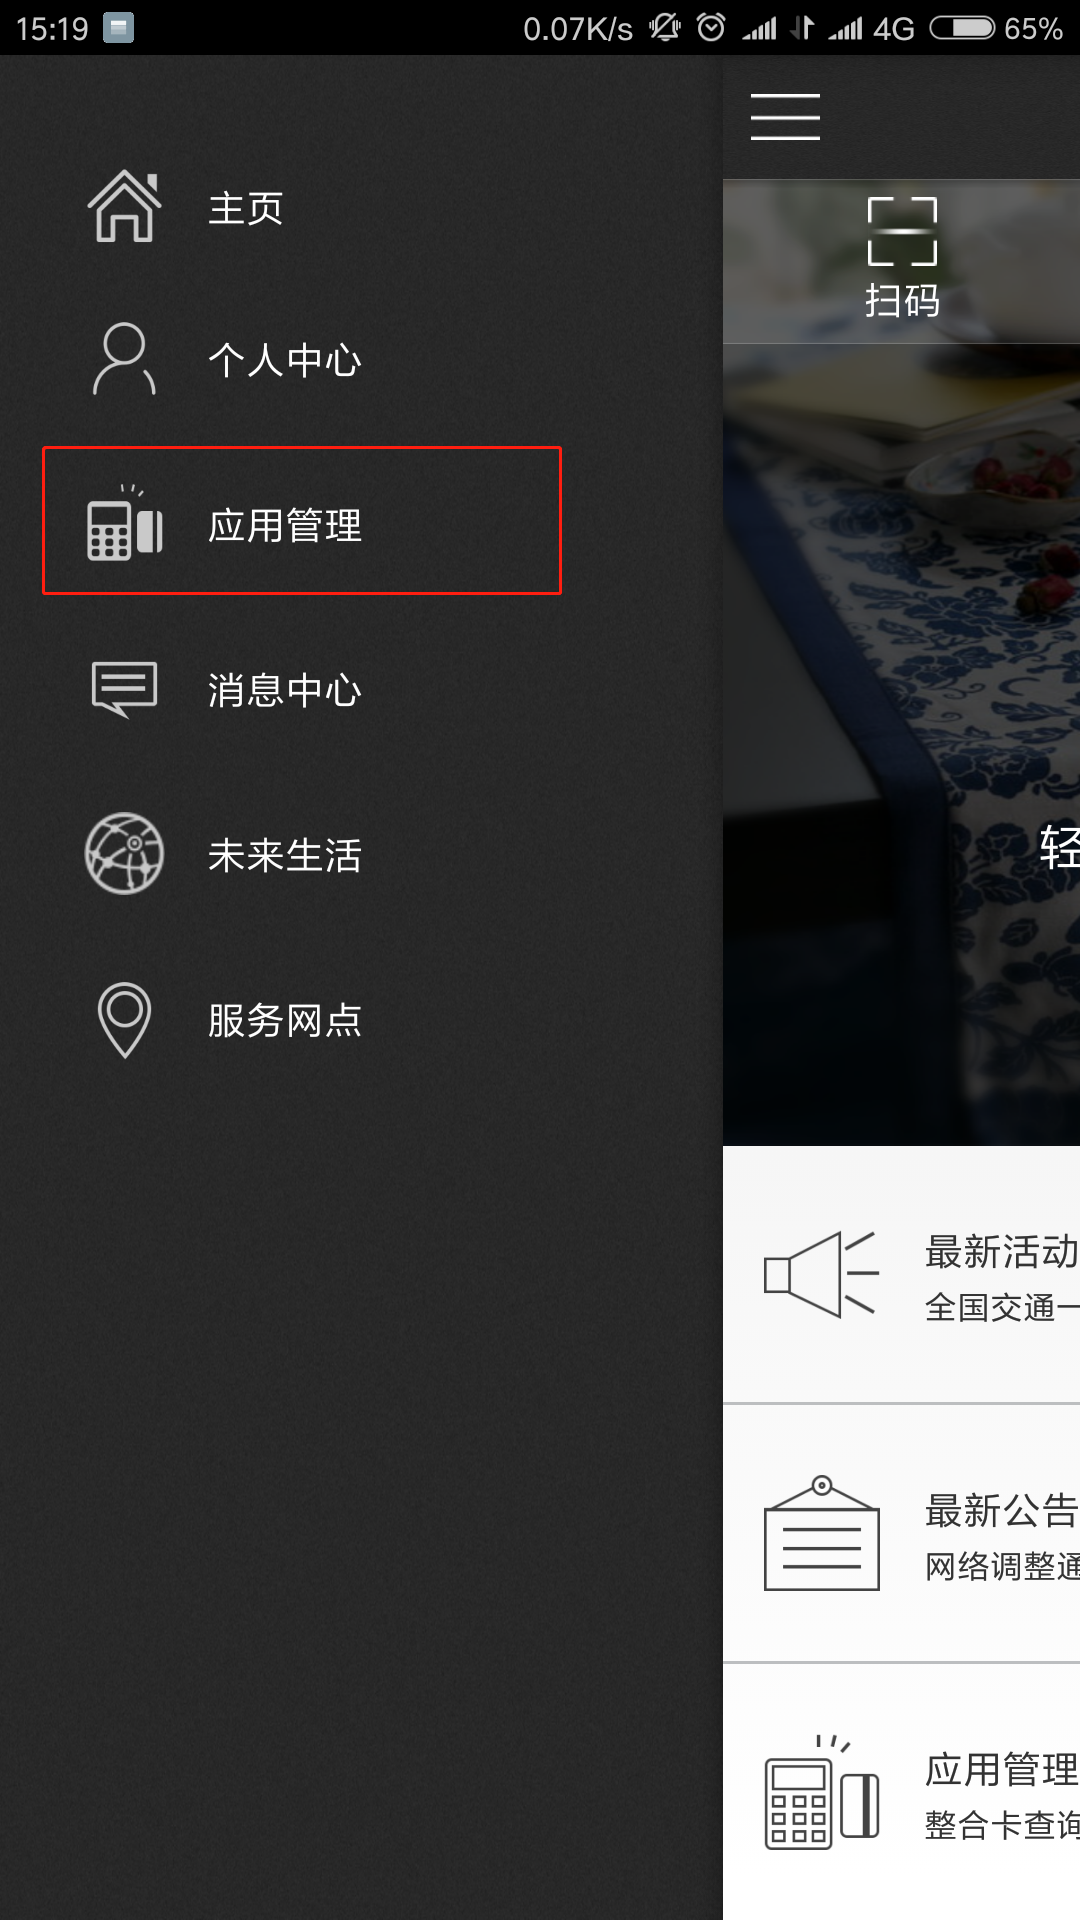 15:19 0.07K/s 4G 65%
主页
个人中心
应用管理
消息中心
未来生活
服务网点
扫码
轻
最新活动
全国交通一
最新公告
网络调整通
应用管理
整合卡查询